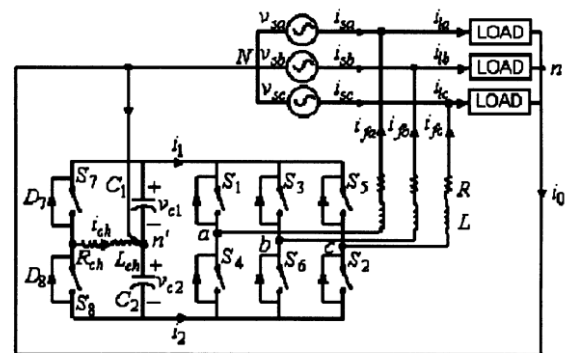 v_sa i_sa i_la LOAD
N v_sb i_sb i_lb LOAD n
v_sc i_sc i_lc LOAD
i_fa i_fb i_fc
i_0
i_1
S_7 C_1 + S_1 S_3 S_5 R
D_7 v_c1 L
i_ch − a
n' b c
R_ch L_ch + S_4 S_6 S_2
D_8 C_2 v_c2
S_8 −
i_2